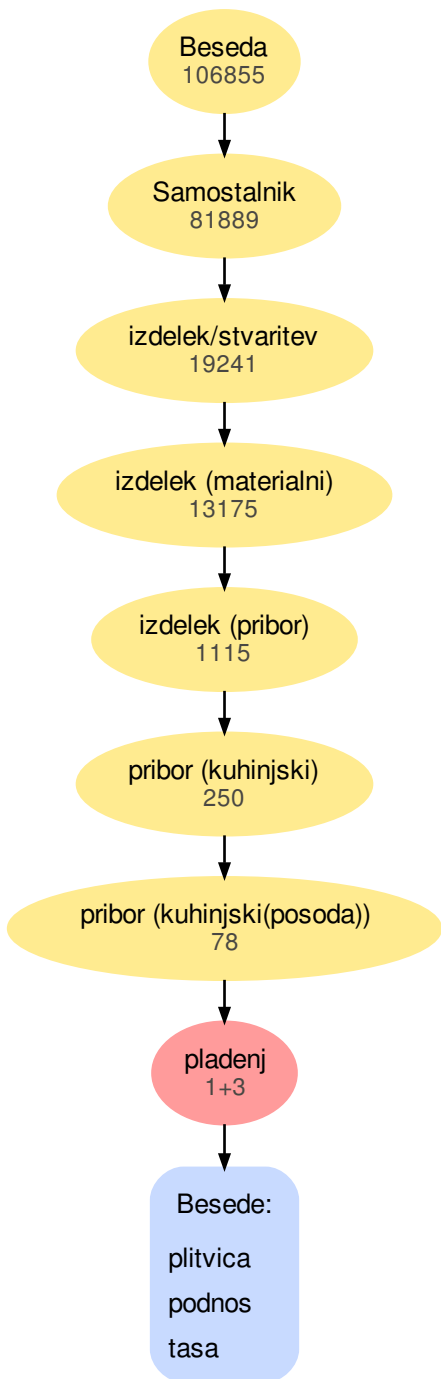 Beseda
106855
Samostalnik
81889
izdelek/stvaritev
19241
izdelek (materialni)
13175
izdelek (pribor)
1115
pribor (kuhinjski)
250
pribor (kuhinjski(posoda))
78
pladenj
1+3
Besede:
plitvica
podnos
tasa